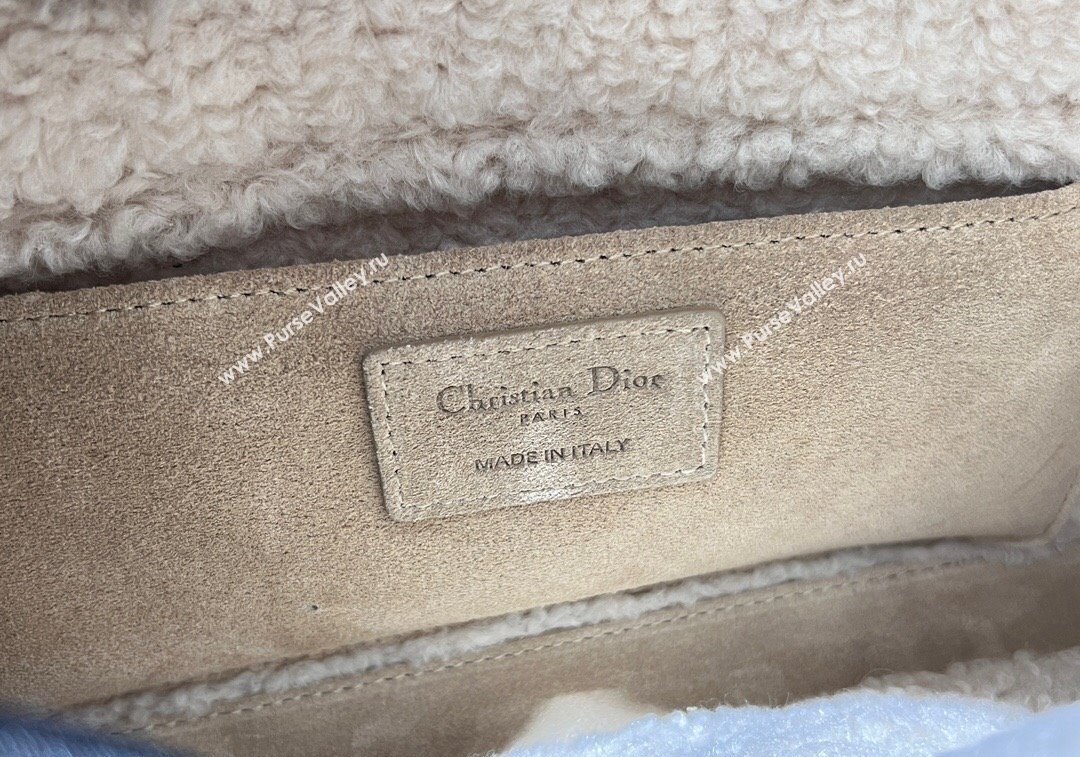 www.PurseValley.ru
www.PurseValley.ru
Christian Dior
PARIS
MADE IN ITALY